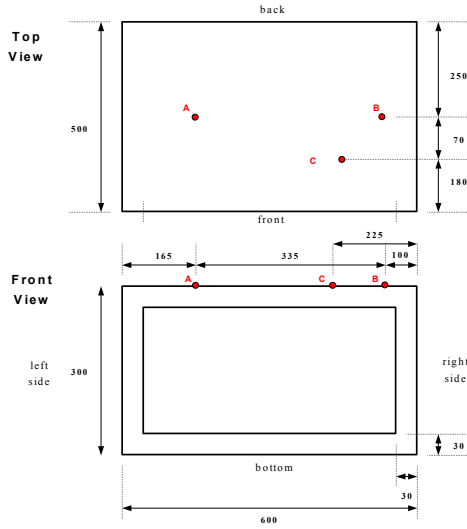 back
Top
View
250
A
B
500
70
C
180
front
225
165
335
100
Front
View
A
C
B
left
side
300
right
side
30
bottom
30
600